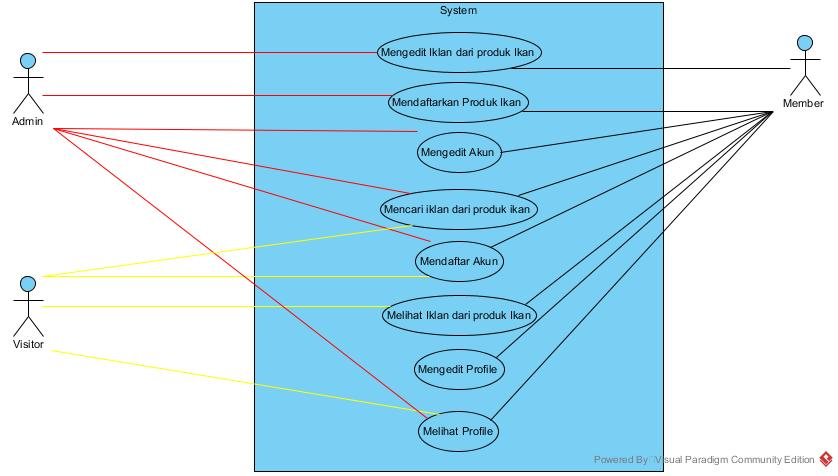 System
Mengedit Iklan dari produk Ikan
Mendaftarkan Produk Ikan
Admin
Member
Mengedit Akun
Mencari iklan dari produk ikan
Mendaftar Akun
Melihat Iklan dari produk Ikan
Visitor
Mengedit Profile
Melihat Profile
Powered By Visual Paradigm Community Edition